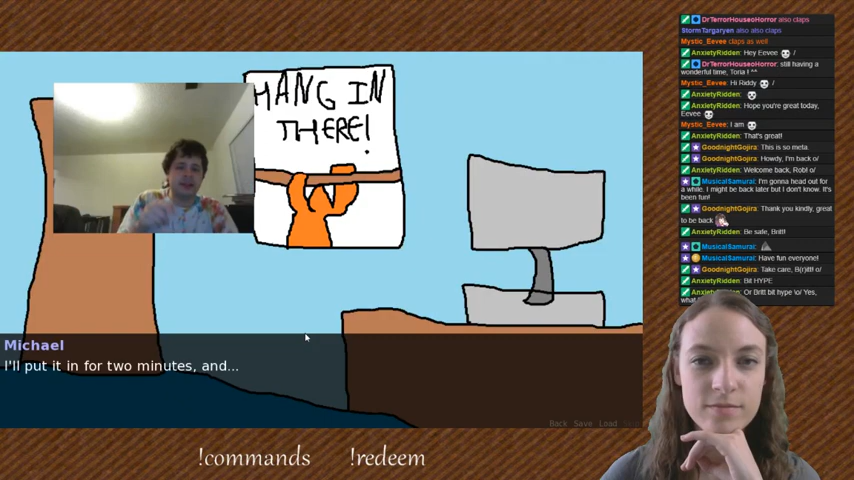 HANG IN
THERE!
Michael
I'll put it in for two minutes, and...
Back Save Load
!commands !redeem
DrTerrorHouseoHorror also claps
StormTargaryen also also claps
Mystic_Eevee claps as well
AnxietyRidden: Hey Eevee /
DrTerrorHouseoHorror: still having a
wonderful time, Toria ! ^^
Mystic_Eevee: Hi Riddy /
AnxietyRidden:
AnxietyRidden: Hope you're great today,
Eevee
Mystic_Eevee: I am
AnxietyRidden: That's great!
GoodnightGojira: This is so meta.
GoodnightGojira: Howdy, I'm back o/
AnxietyRidden: Welcome back, Rob! o/
MusicalSamurai: I'm gonna head out for
a while. I might be back later but I don't know. It's
been fun!
GoodnightGojira: Thank you kindly, great
to be back
AnxietyRidden: Be safe, Britt!
MusicalSamurai:
MusicalSamurai: Have fun everyone!
GoodnightGojira: Take care, B(r)itt! o/
AnxietyRidden: Bit HYPE
AnxietyRidden: Or Britt bit hype \o/ Yes,
what